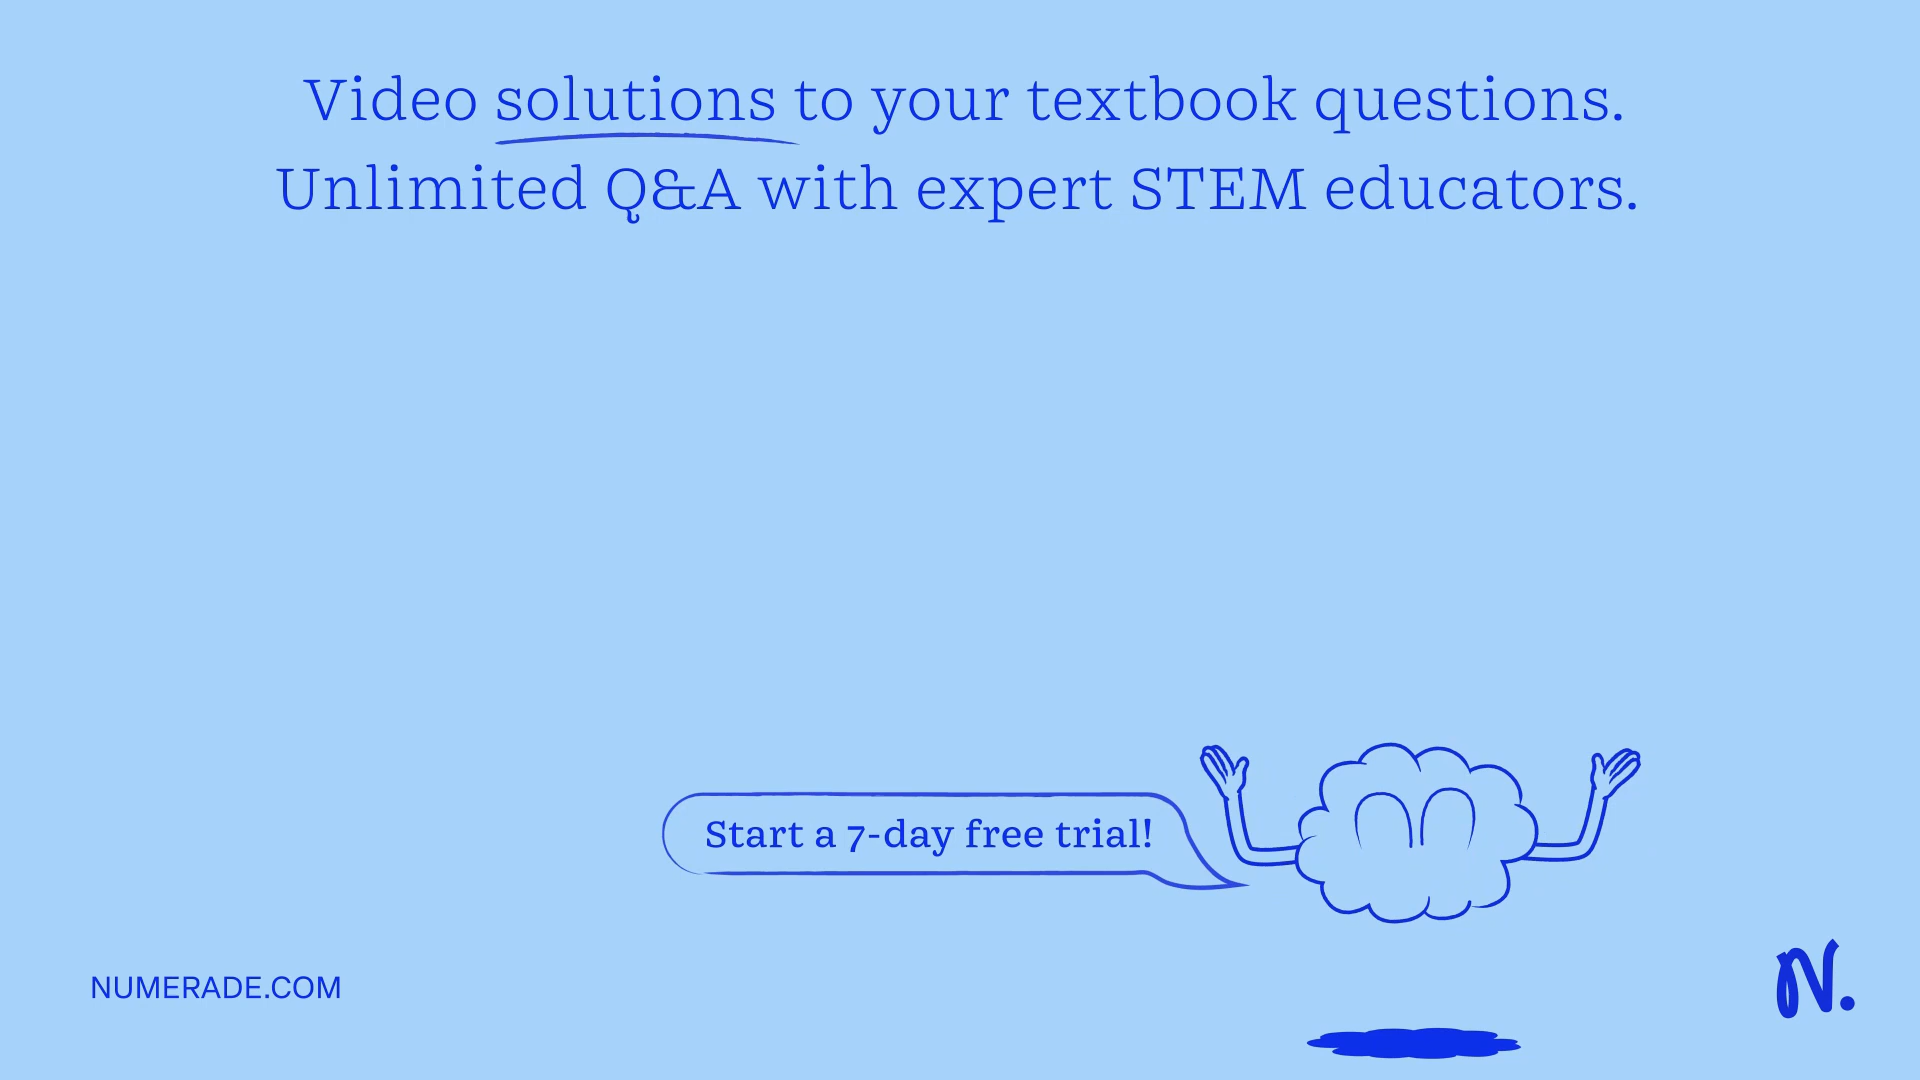 Video solutions to your textbook questions.
Unlimited Q&A with expert STEM educators.
Start a 7-day free trial!
NUMERADE.COM
N.